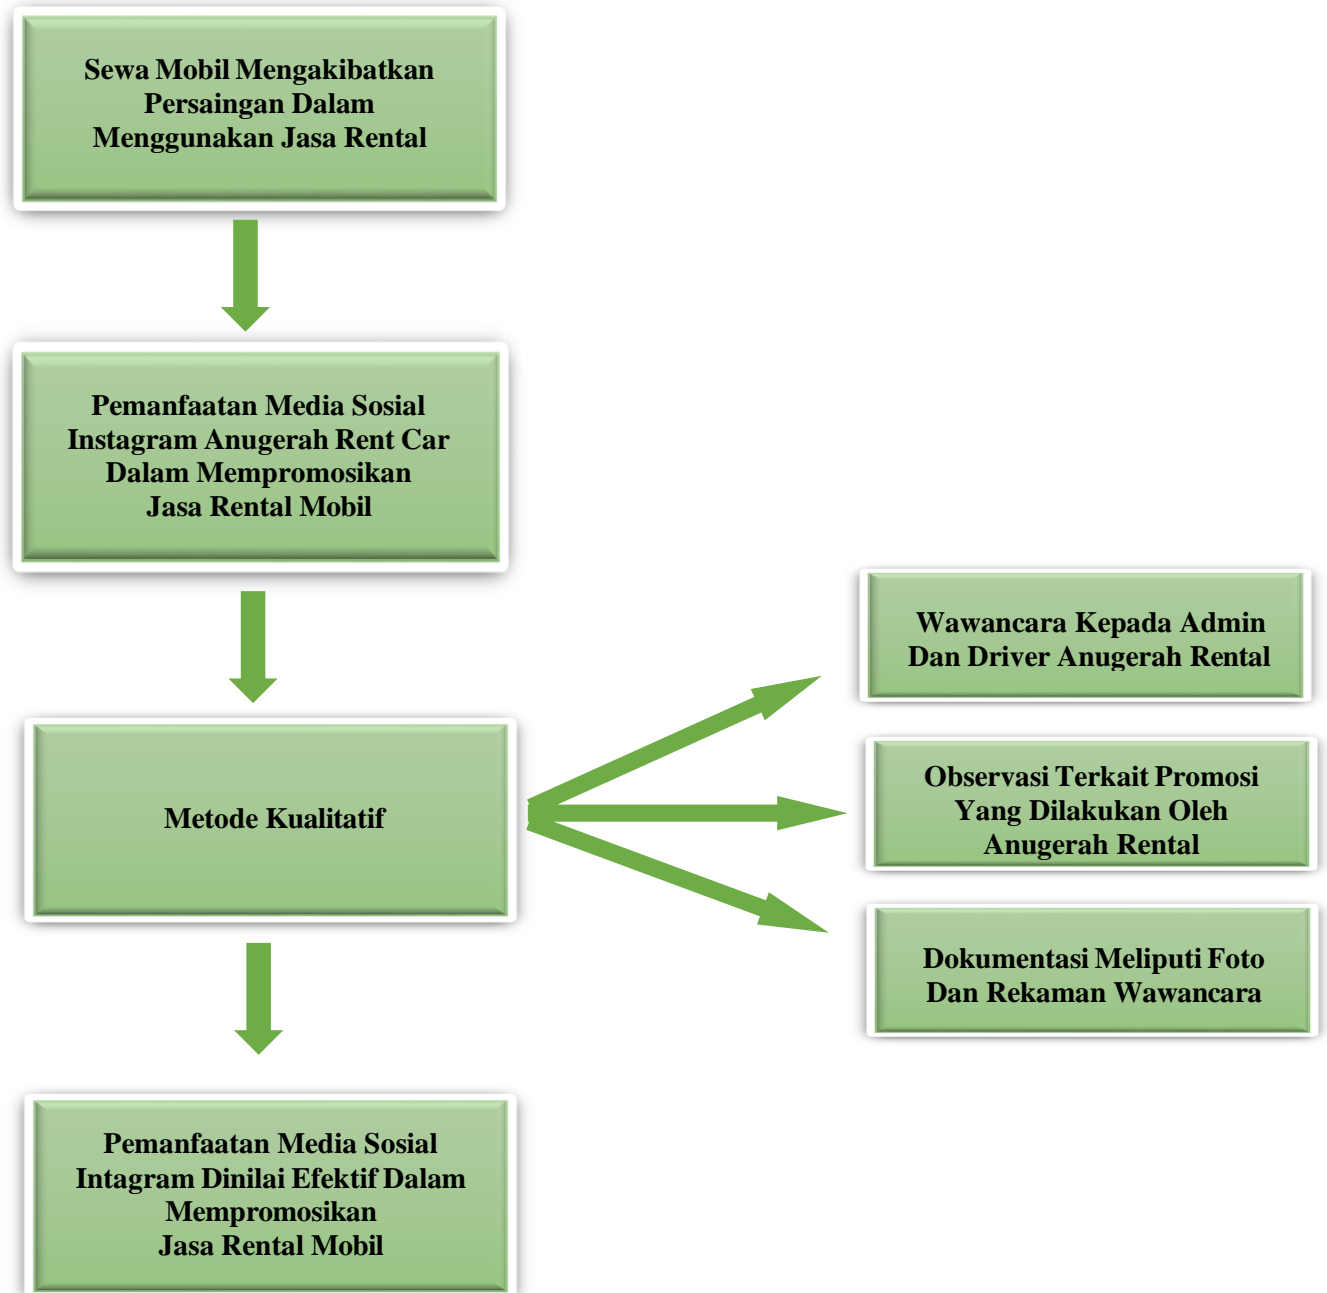 Sewa Mobil Mengakibatkan
Persaingan Dalam
Menggunakan Jasa Rental
Pemanfaatan Media Sosial
Instagram Anugerah Rent Car
Dalam Mempromosikan
Jasa Rental Mobil
Metode Kualitatif
Wawancara Kepada Admin
Dan Driver Anugerah Rental
Observasi Terkait Promosi
Yang Dilakukan Oleh
Anugerah Rental
Dokumentasi Meliputi Foto
Dan Rekaman Wawancara
Pemanfaatan Media Sosial
Intagram Dinilai Efektif Dalam
Mempromosikan
Jasa Rental Mobil